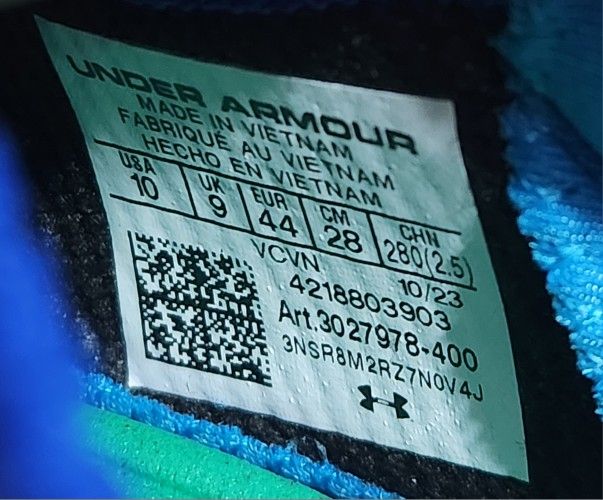 UNDER ARMOUR
MADE IN VIETNAM
FABRIQUÉ AU VIETNAM
HECHO EN VIETNAM
USA UK EUR CM CHN
10 9 44 28 280(2.5)
VCVN 10/23
4218803903
Art.3027978-400
3NSR8M2RZ7N0V4J